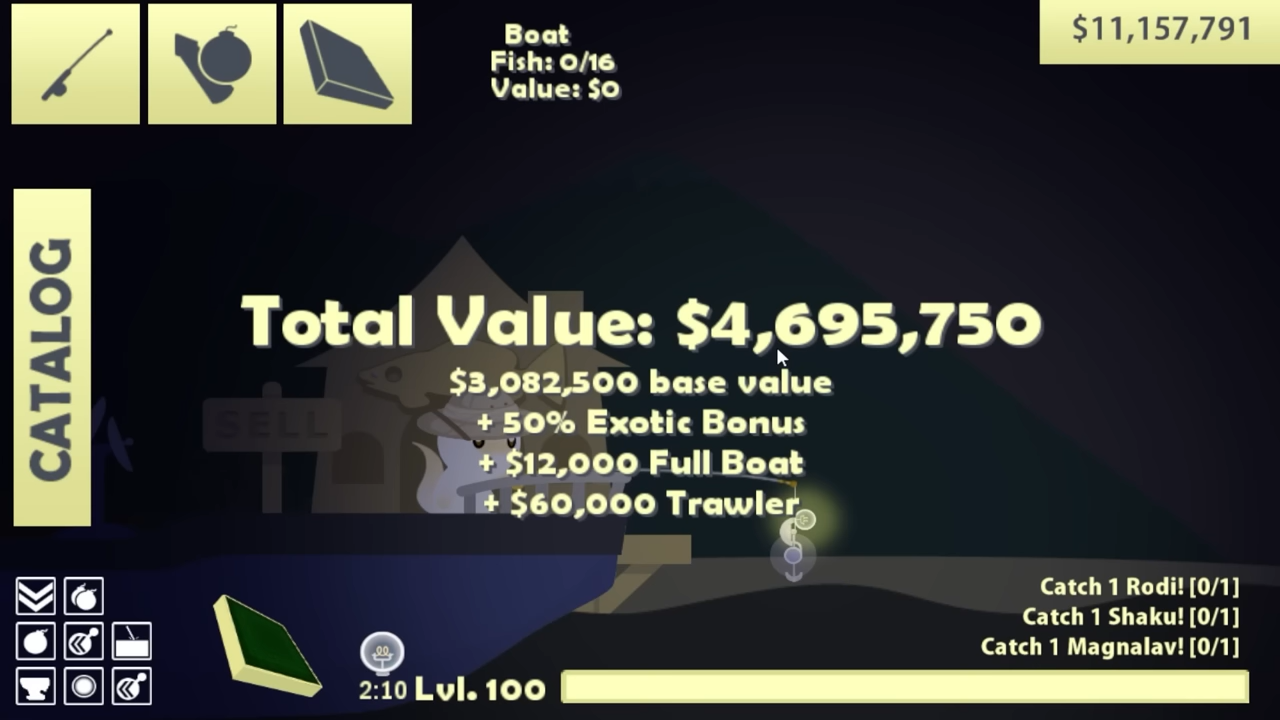 Boat
Fish: 0/16
Value: $0
$11,157,791
CATALOG
Total Value: $4,695,750
$3,082,500 base value
+ 50% Exotic Bonus
+ $12,000 Full Boat
+ $60,000 Trawler
SELL
Catch 1 Rodi! [0/1]
Catch 1 Shaku! [0/1]
Catch 1 Magnalav! [0/1]
2:10 Lvl. 100